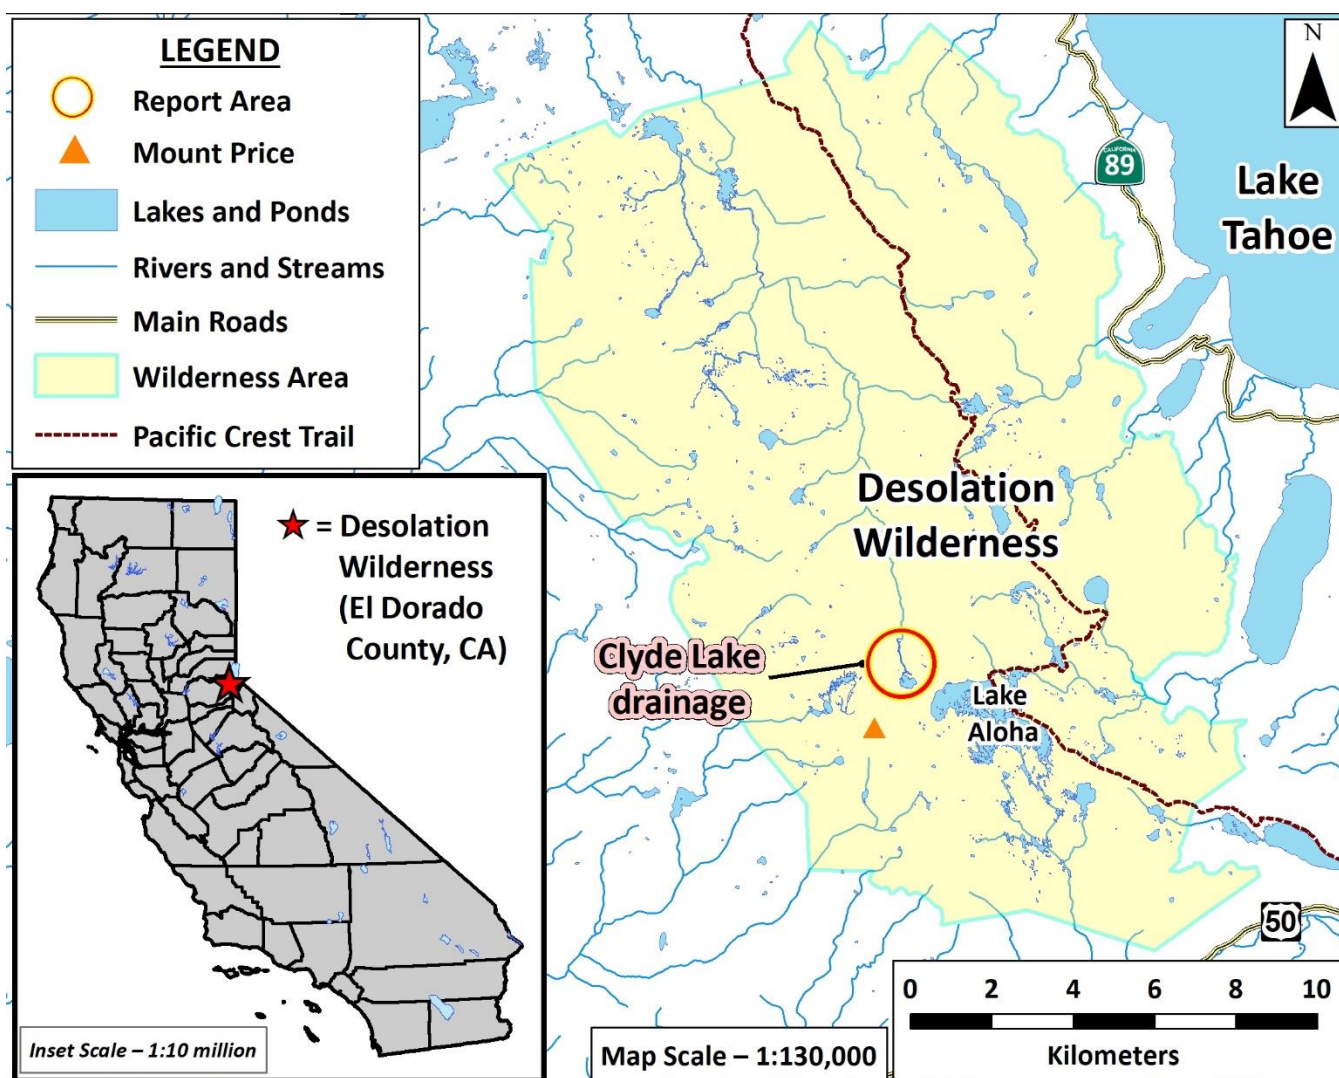 LEGEND
Report Area
Mount Price
Lakes and Ponds
Rivers and Streams
Main Roads
Wilderness Area
Pacific Crest Trail
N
CALIFORNIA
89
Lake
Tahoe
Desolation
Wilderness
Clyde Lake
drainage
Lake
Aloha
50
= Desolation
Wilderness
(El Dorado
County, CA)
Inset Scale – 1:10 million
Map Scale – 1:130,000
0 2 4 6 8 10
Kilometers